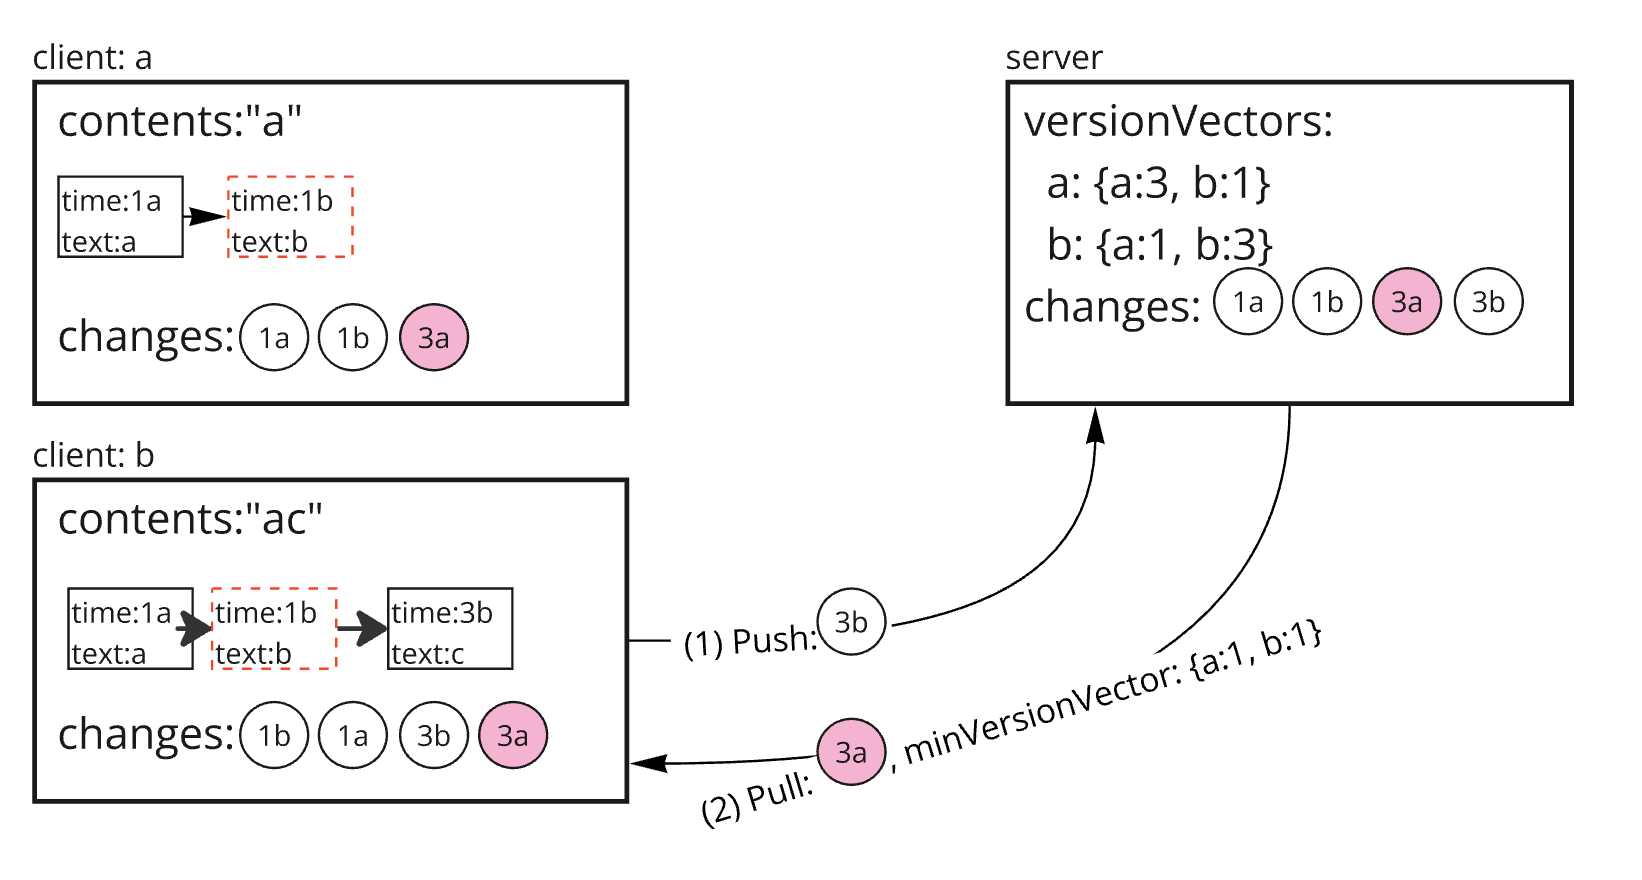 client: a
contents:"a"
time:1a
text:a
time:1b
text:b
changes: 1a 1b 3a
server
versionVectors:
a: {a:3, b:1}
b: {a:1, b:3}
changes: 1a 1b 3a 3b
client: b
contents:"ac"
time:1a
text:a
time:1b
text:b
time:3b
text:c
changes: 1b 1a 3b 3a
(1) Push: 3b
(2) Pull: 3a , minVersionVector: {a:1, b:1}